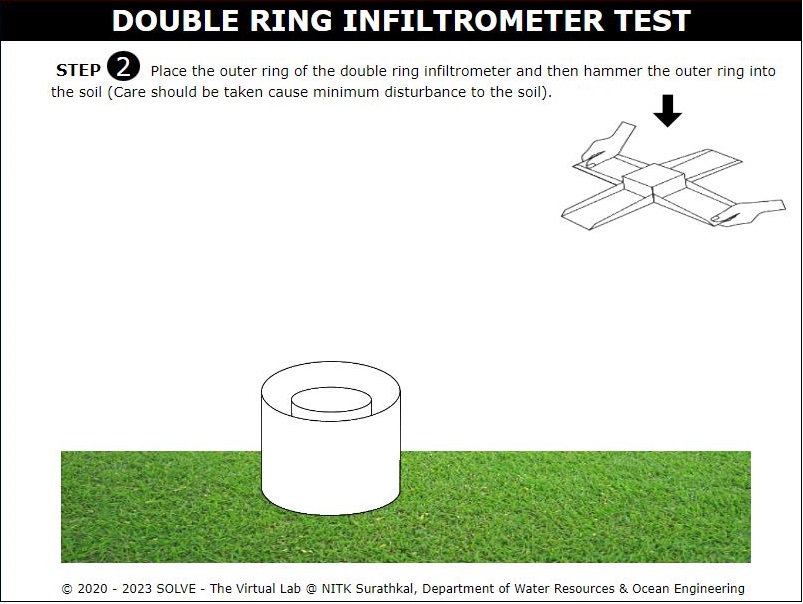 DOUBLE RING INFILTROMETER TEST
STEP 2 Place the outer ring of the double ring infiltrometer and then hammer the outer ring into
the soil (Care should be taken cause minimum disturbance to the soil).
© 2020 - 2023 SOLVE - The Virtual Lab @ NITK Surathkal, Department of Water Resources & Ocean Engineering